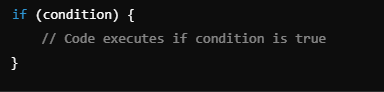 if (condition) {
    // Code executes if condition is true
}